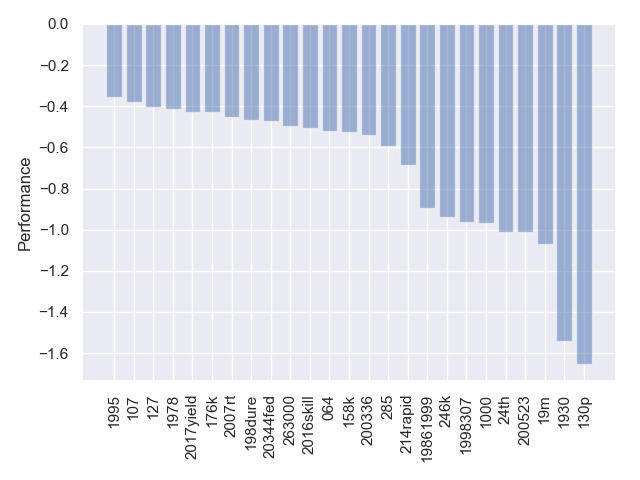 0.0
−0.2
−0.4
−0.6
−0.8
−1.0
−1.2
−1.4
−1.6
Performance
1995
107
127
1978
2017yield
176k
2007rt
198dure
20344fed
263000
2016skill
064
158k
200336
285
214rapid
19861999
246k
1998307
1000
24th
200523
19m
1930
130p